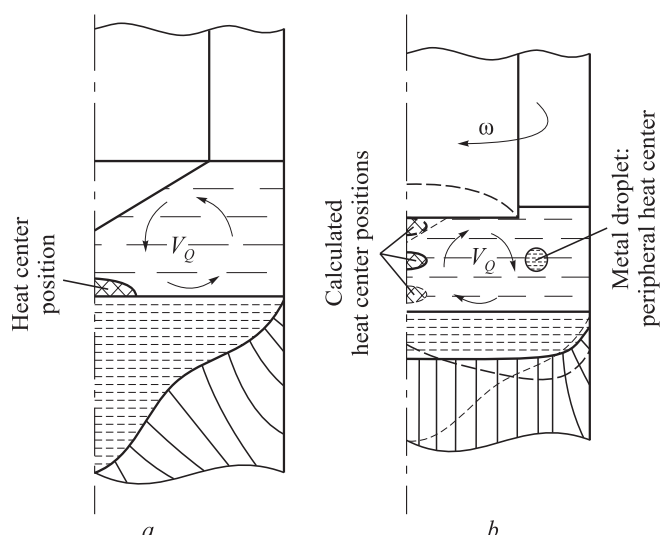 Heat center
position
V_Q
a
Calculated
heat center positions
ω
V_Q
Metal droplet:
peripheral heat center
b